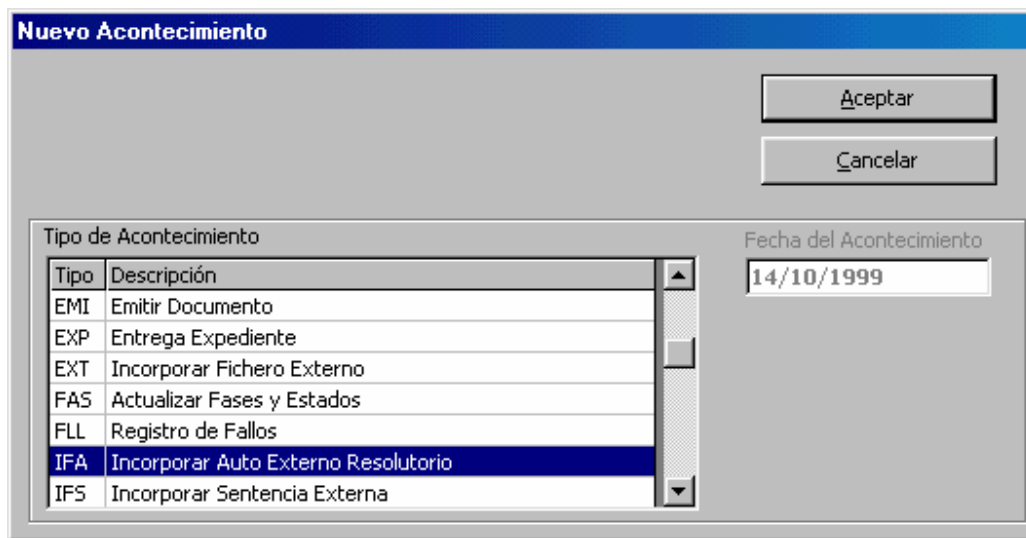 Nuevo Acontecimiento
Aceptar
Cancelar
Tipo de Acontecimiento
Fecha del Acontecimiento
14/10/1999
Tipo Descripción
EMI Emitir Documento
EXP Entrega Expediente
EXT Incorporar Fichero Externo
FAS Actualizar Fases y Estados
FLL Registro de Fallos
IFA Incorporar Auto Externo Resolutorio
IFS Incorporar Sentencia Externa